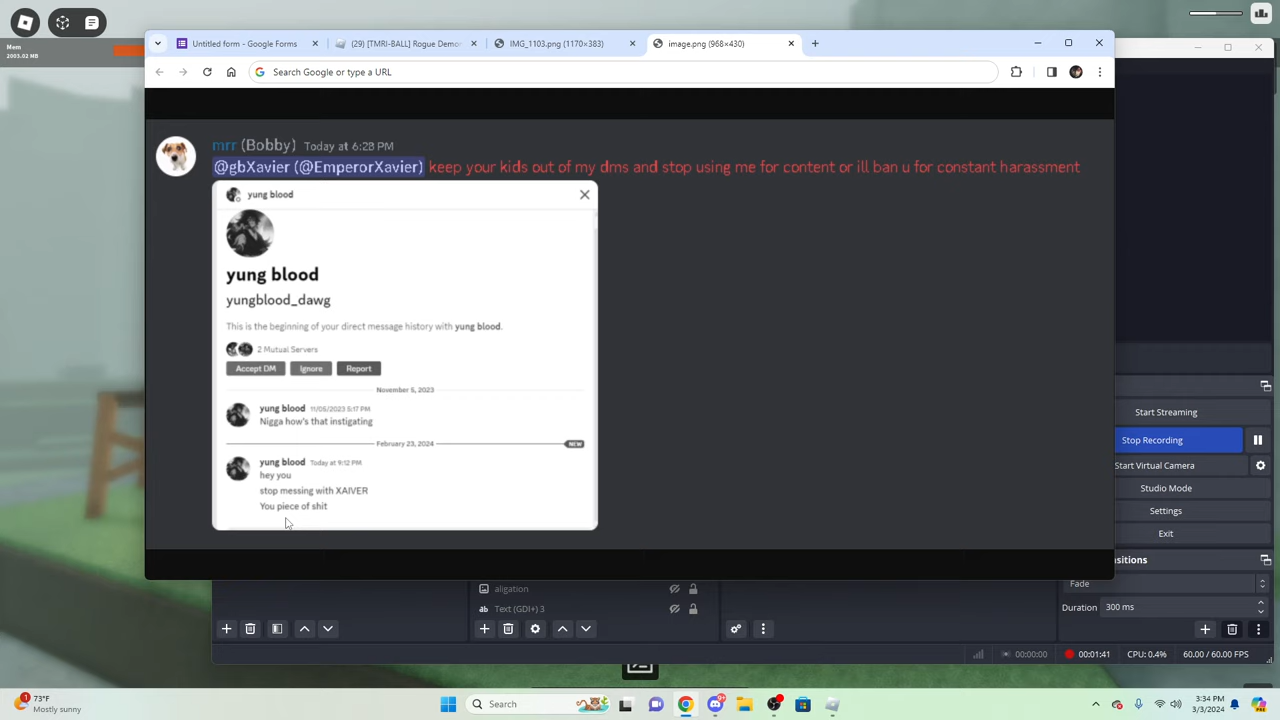 Mem
2003.02 MB
Untitled form - Google Forms
(29) [TMRI-BALL] Rogue Demo
IMG_1103.png (1170×383)
image.png (968×430)
Search Google or type a URL
mrr (Bobby) Today at 6:28 PM
@gbXavier (@EmperorXavier) keep your kids out of my dms and stop using me for content or ill ban u for constant harassment
yung blood
yung blood
yungblood_dawg
This is the beginning of your direct message history with yung blood.
2 Mutual Servers
Accept DM
Ignore
Report
November 5, 2023
yung blood 11/05/2023 5:17 PM
Nigga how's that instigating
February 23, 2024
NEW
yung blood Today at 9:12 PM
hey you
stop messing with XAIVER
You piece of shit
Start Streaming
Stop Recording
Start Virtual Camera
Studio Mode
Settings
Exit
nsitions
Fade
Duration 300 ms
aligation
Text (GDI+) 3
00:00:00
00:01:41
CPU: 0.4%
60.00 / 60.00 FPS
1
73°F
Mostly sunny
Search
9+
3:34 PM
3/3/2024